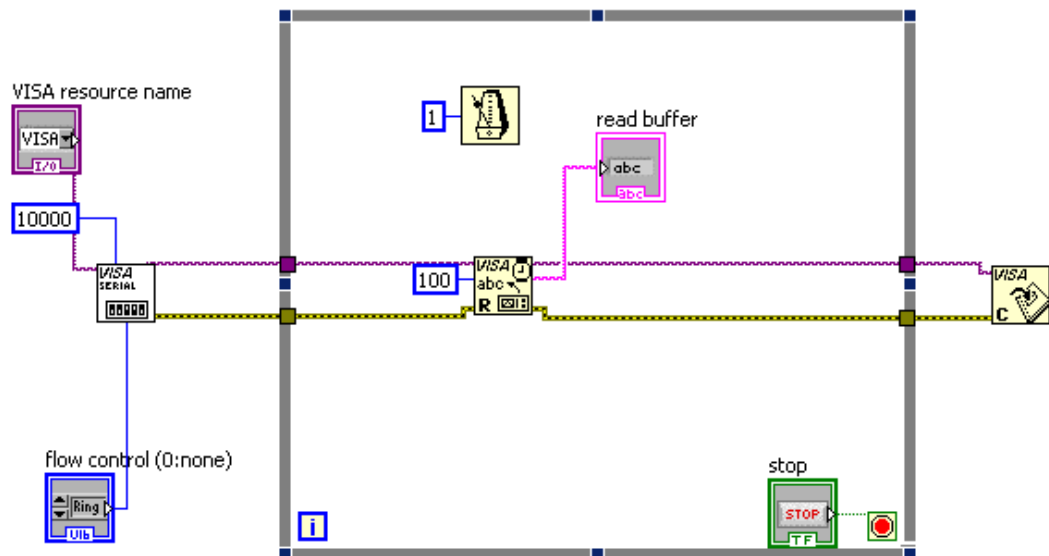 VISA resource name
VISA
I/O
10000
VISA
SERIAL
flow control (0:none)
Ring
U16
1
read buffer
abc
abc
100
VISA
abc
R
i
stop
STOP
TF
VISA
C